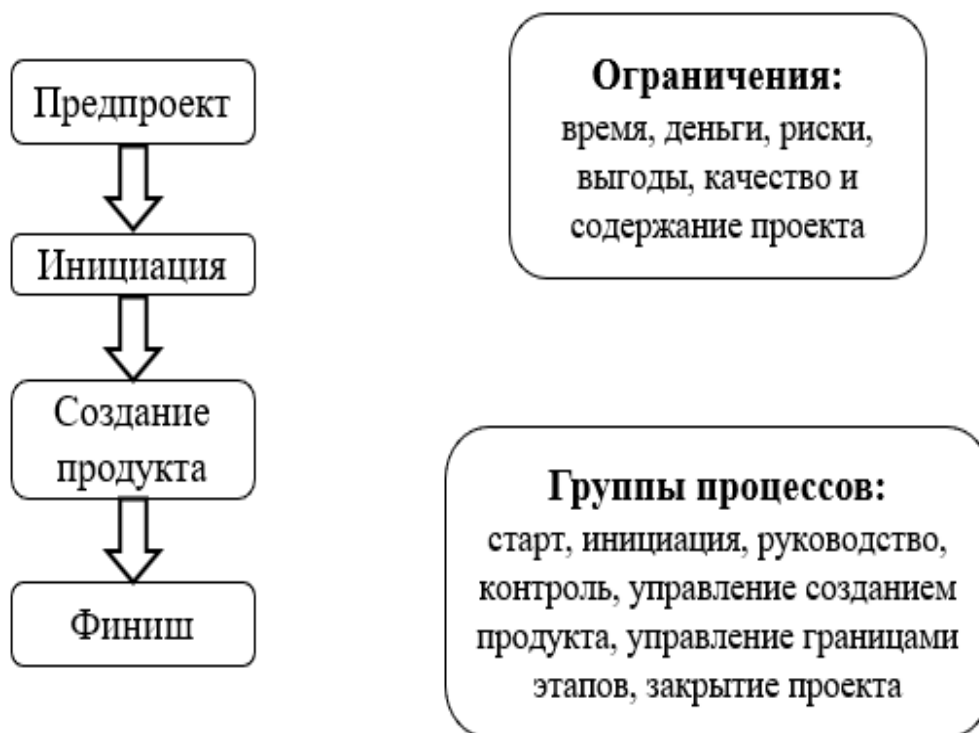 Предпроект
Инициация
Создание
продукта
Финиш
Ограничения:
время, деньги, риски,
выгоды, качество и
содержание проекта
Группы процессов:
старт, инициация, руководство,
контроль, управление созданием
продукта, управление границами
этапов, закрытие проекта